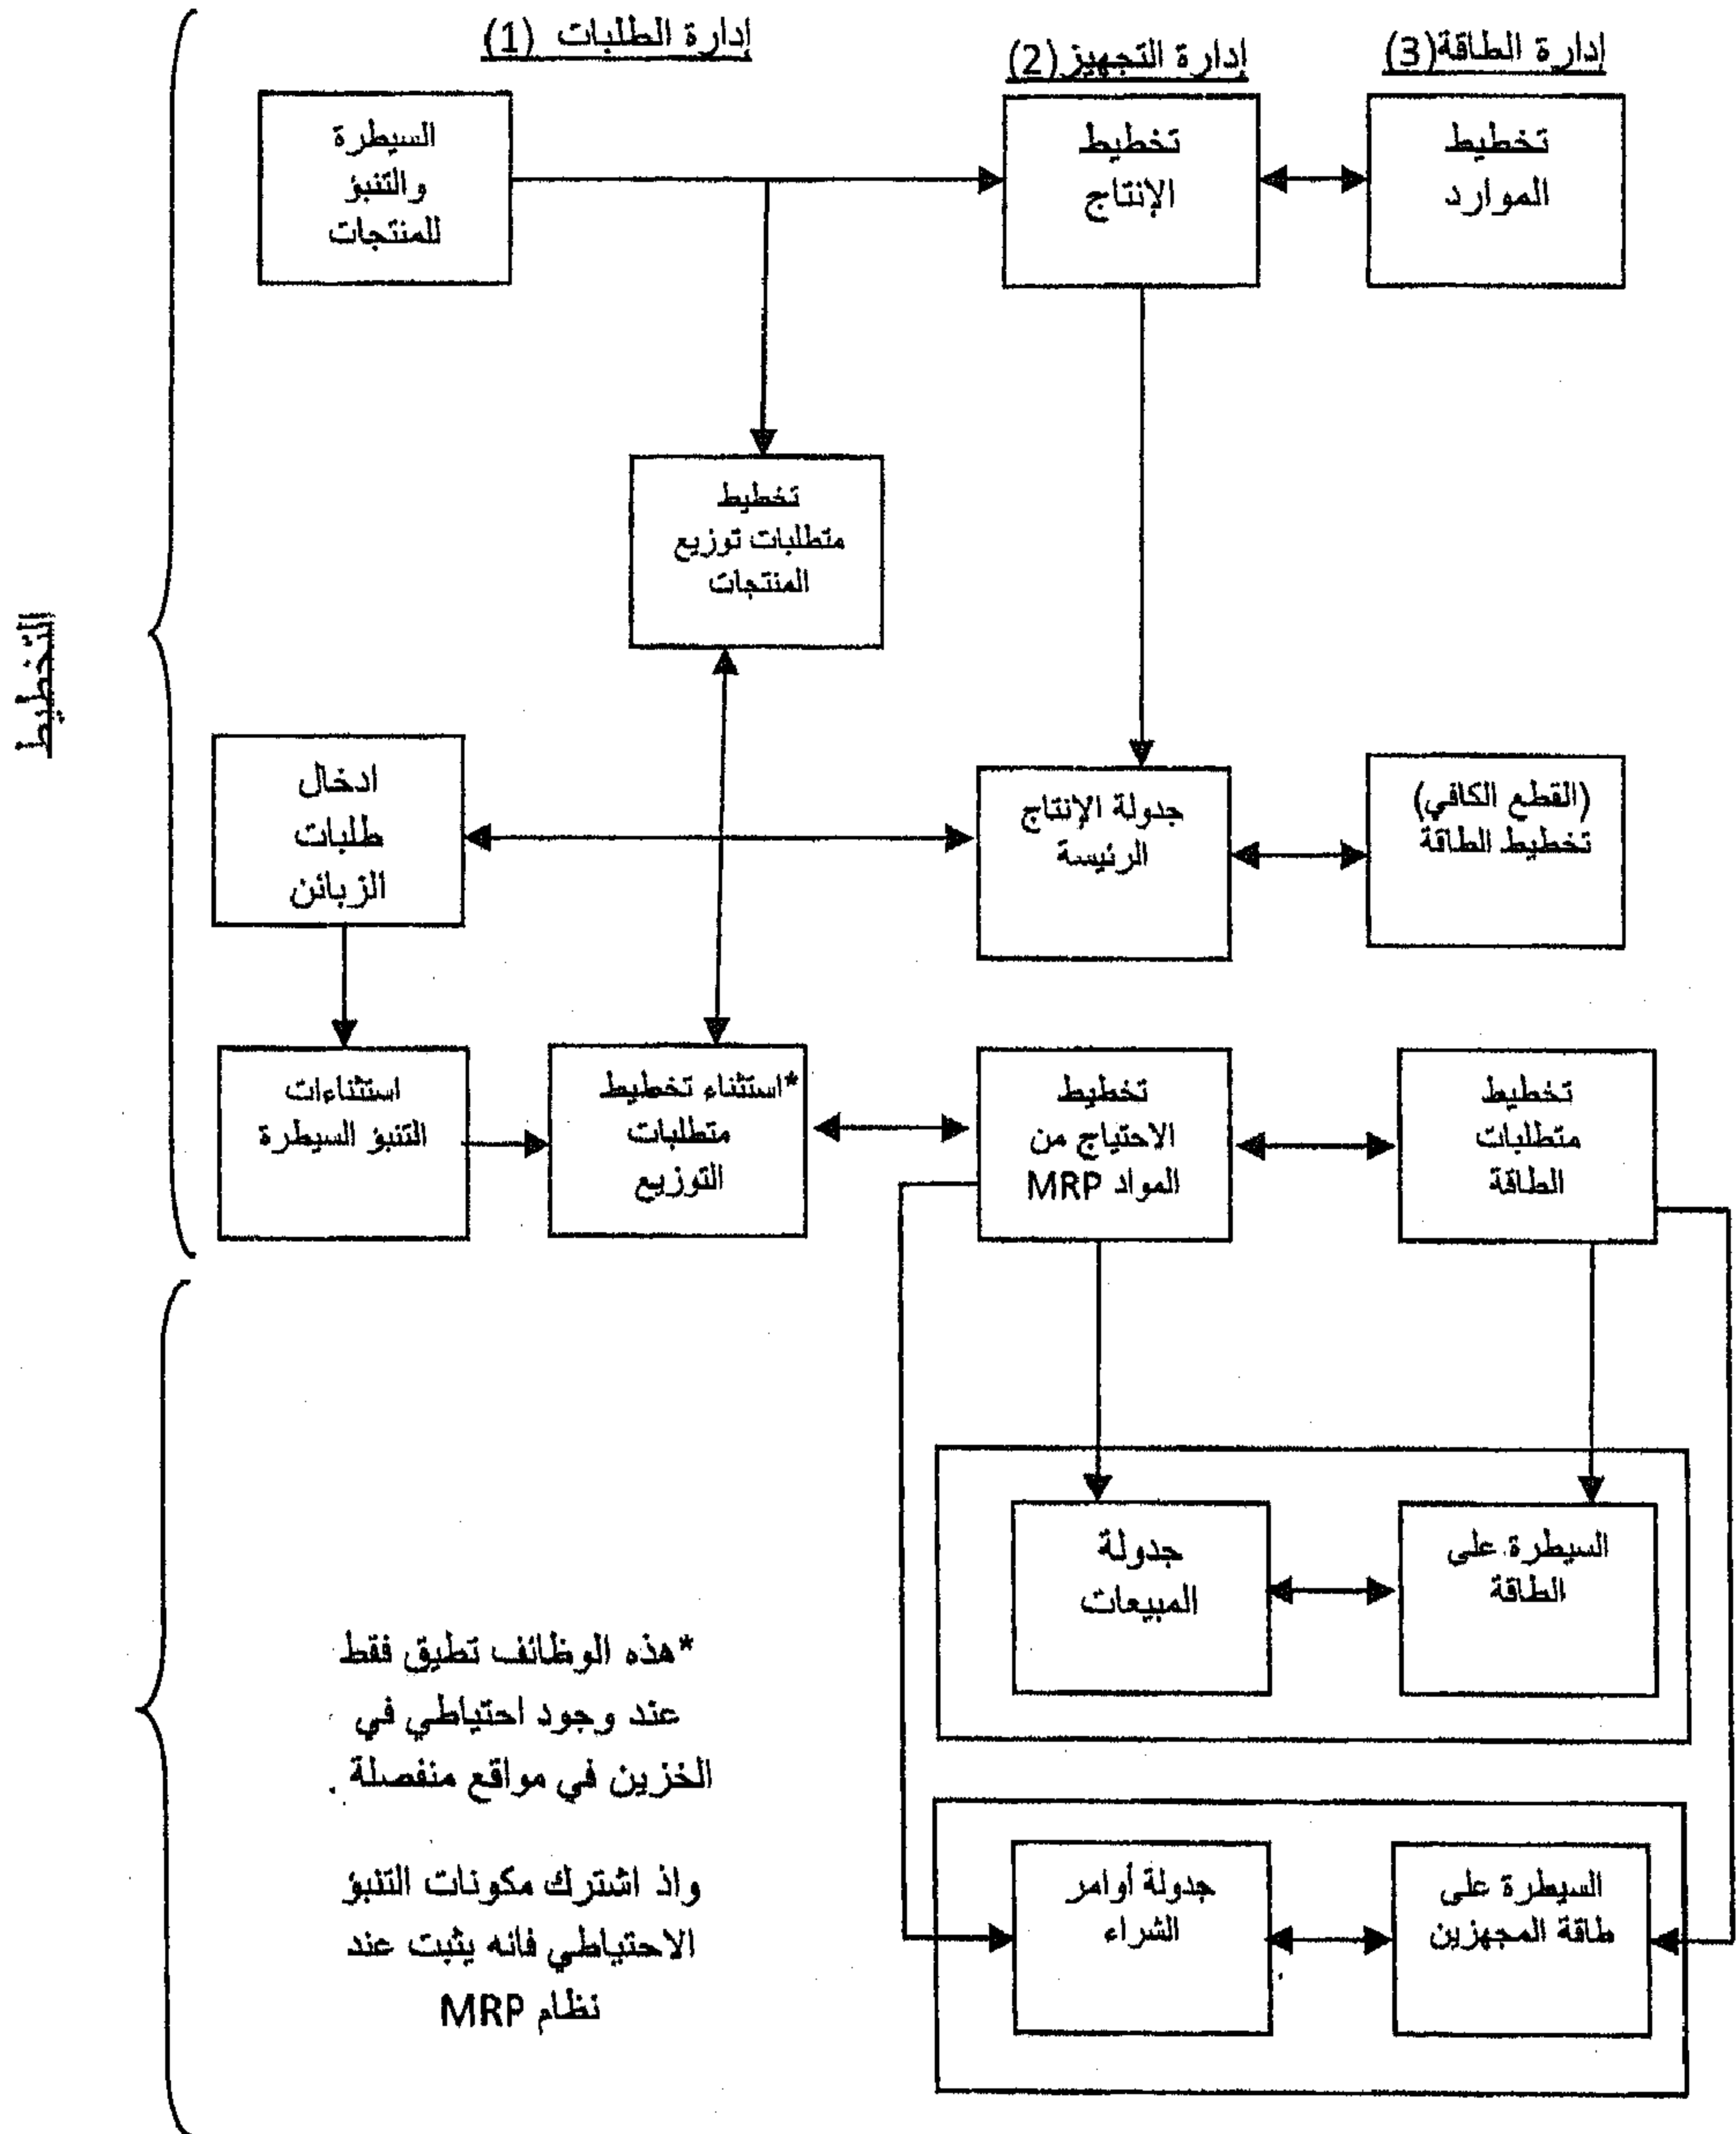 إدارة الطلبات (1)
إدارة التجهيز(2)
إدارة الطاقة(3)
السيطرة
والتنبؤ
للمنتجات
تخطيط
الإنتاج
تخطيط
الموارد
تخطيط
متطلبات توزيع
المنتجات
التخطيط
ادخال
طلبات
الزبائن
جدولة الإنتاج
الرئيسة
(القطع الكافي)
تخطيط الطاقة
استثناءات
التنبؤ السيطرة
*استثناء تخطيط
متطلبات
التوزيع
تخطيط
الاحتياج من
المواد MRP
تخطيط
متطلبات
الطاقة
جدولة
المبيعات
السيطرة على
الطاقة
*هذه الوظائف تطبق فقط
عند وجود احتياطي في
الخزين في مواقع منفصلة .
واذ اشترك مكونات التنبؤ
الاحتياطي فانه يثبت عند
نظام MRP
جدولة أوامر
الشراء
السيطرة على
طاقة المجهزين